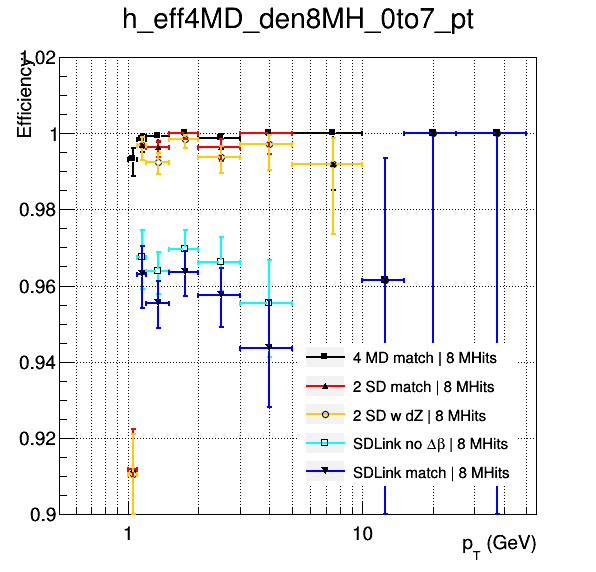 h_eff4MD_den8MH_0to7_pt
Efficiency
1.02
1
0.98
0.96
0.94
0.92
0.9
4 MD match | 8 MHits
2 SD match | 8 MHits
2 SD w dZ | 8 MHits
SDLink no Δβ | 8 MHits
SDLink match | 8 MHits
1
10
p_T (GeV)